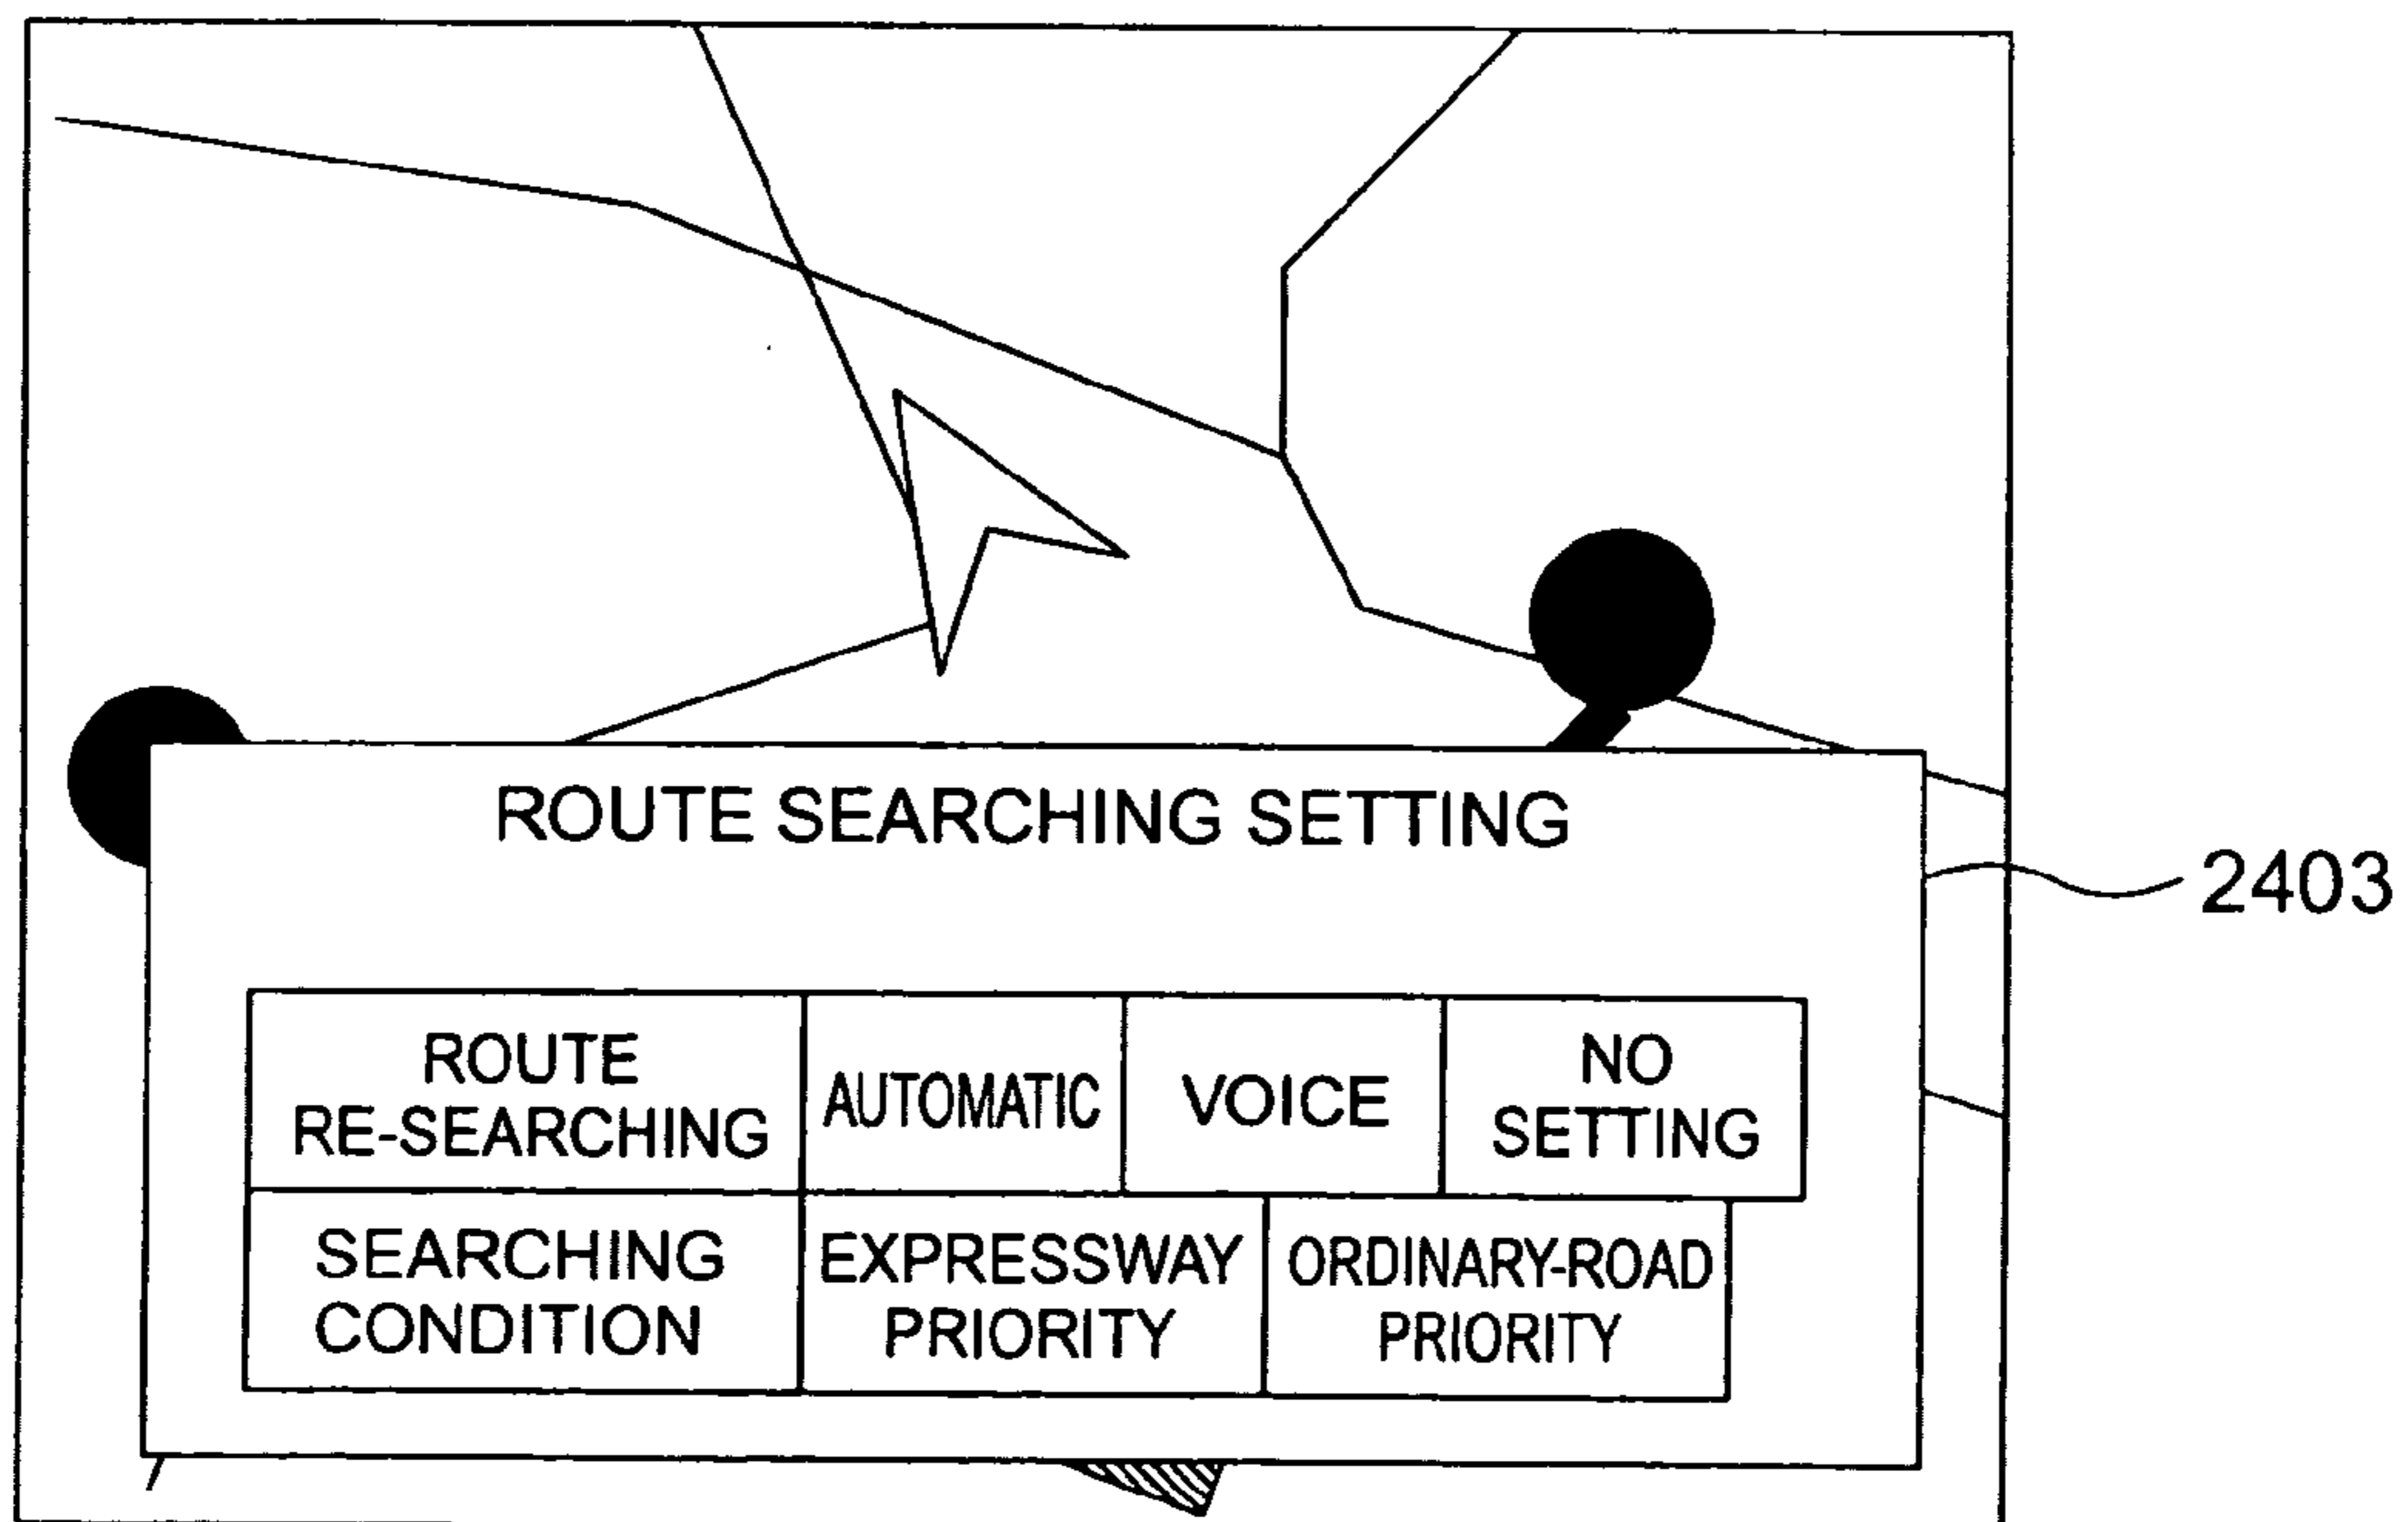 ROUTE SEARCHING SETTING
2403
ROUTE
RE-SEARCHING
AUTOMATIC
VOICE
NO
SETTING
SEARCHING
CONDITION
EXPRESSWAY
PRIORITY
ORDINARY-ROAD
PRIORITY